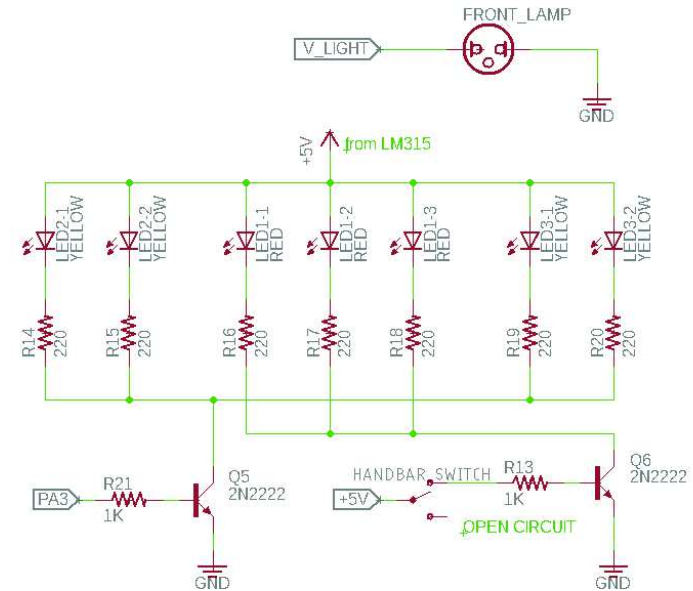 FRONT_LAMP
V_LIGHT
GND
+5V
from LM315
LED2-1
YELLOW
LED2-2
YELLOW
LED1-1
RED
LED1-2
RED
LED1-3
RED
LED3-1
YELLOW
LED3-2
YELLOW
R14
220
R15
220
R16
220
R17
220
R18
220
R19
220
R20
220
PA3
R21
1K
Q5
2N2222
GND
HANDBAR_SWITCH
+5V
OPEN CIRCUIT
R13
1K
Q6
2N2222
GND